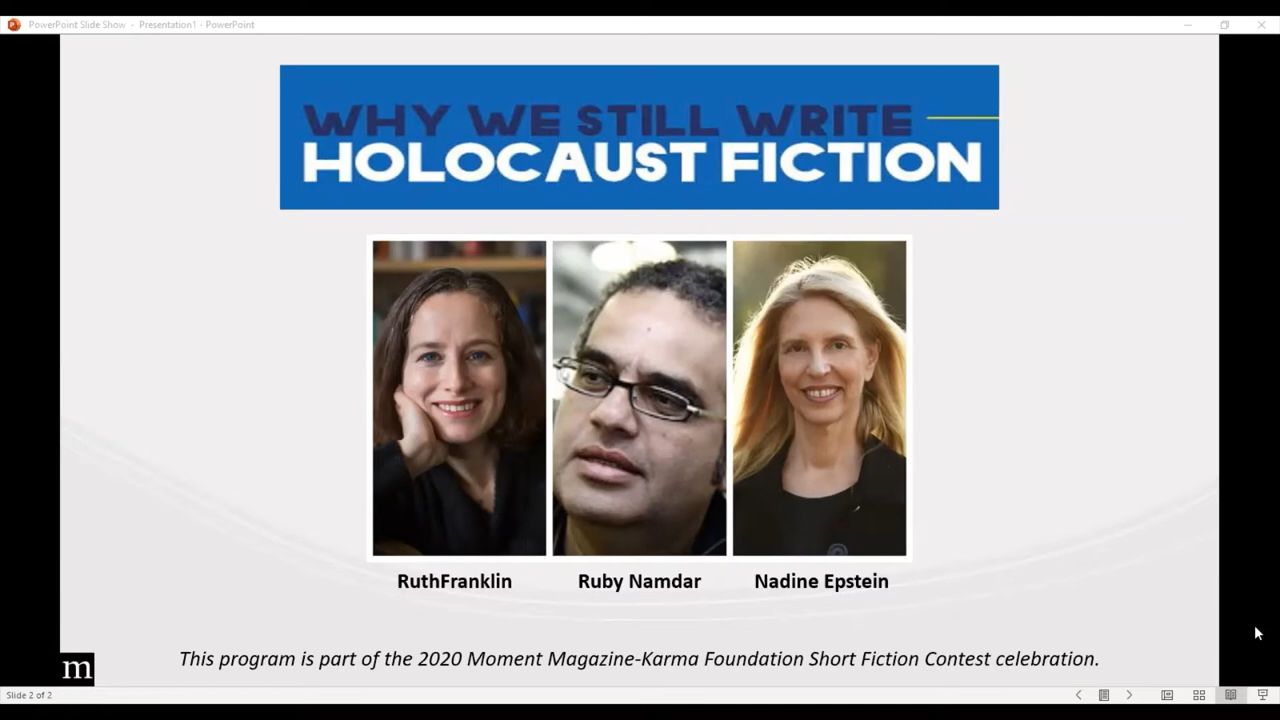 PowerPoint Slide Show - Presentation1 - PowerPoint
WHY WE STILL WRITE
HOLOCAUST FICTION
RuthFranklin
Ruby Namdar
Nadine Epstein
This program is part of the 2020 Moment Magazine-Karma Foundation Short Fiction Contest celebration.
m
Slide 2 of 2